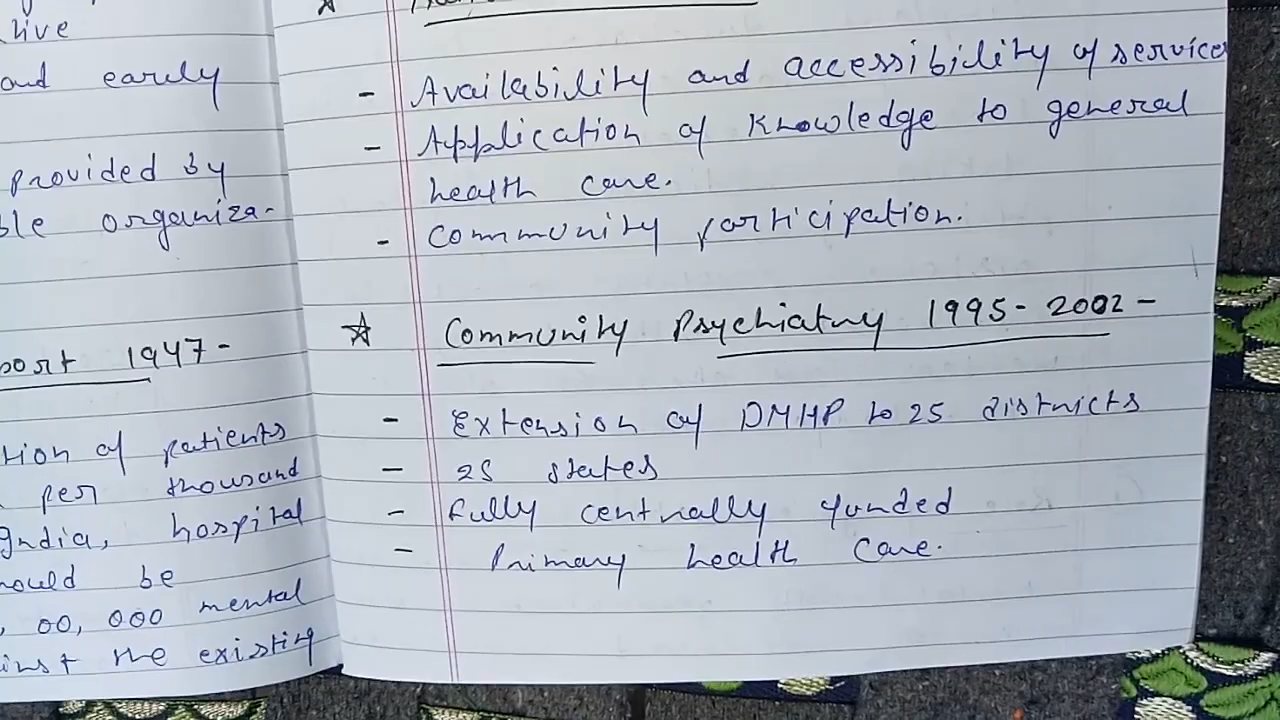 live
and early
provided by
ble organiza-
port 1947-
tion of patients
per thousand
India, hospital
hould be
00, 000 mental
inst the existing
- Availability and accessibility of service
- Application of knowledge to general
health care.
- Community participation.
☆ Community Psychiatry 1995-2002-
- Extension of DMHP to 25 districts
- 25 states
- Fully centrally funded
- Primary health care.